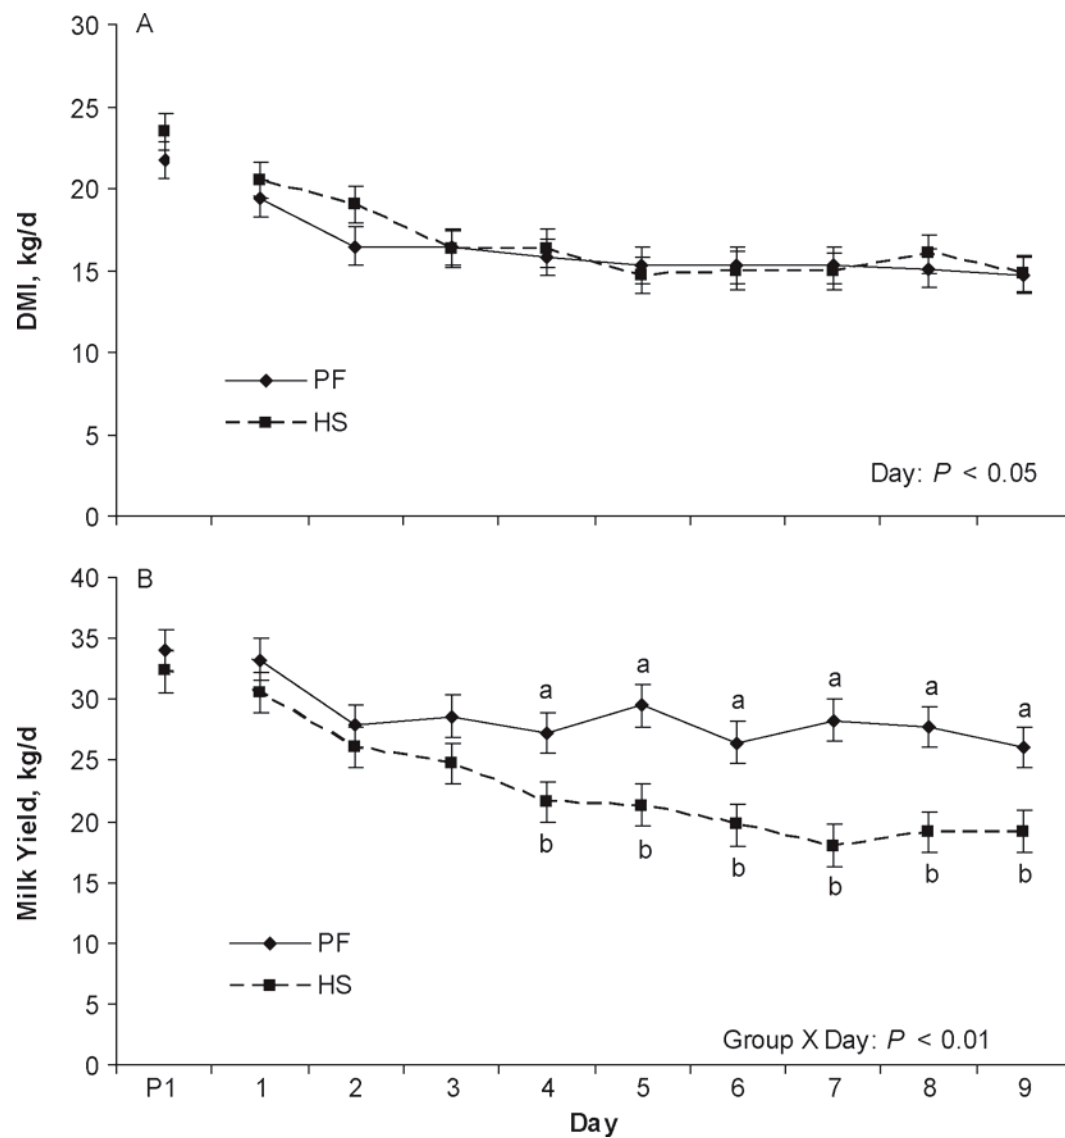 A
30
25
20
15
10
5
0
DMI, kg/d
PF
HS
Day: P < 0.05
B
40
35
30
25
20
15
10
5
0
Milk Yield, kg/d
a
a
a
a
a
a
b
b
b
b
b
b
PF
HS
Group X Day: P < 0.01
P1 1 2 3 4 5 6 7 8 9
Day